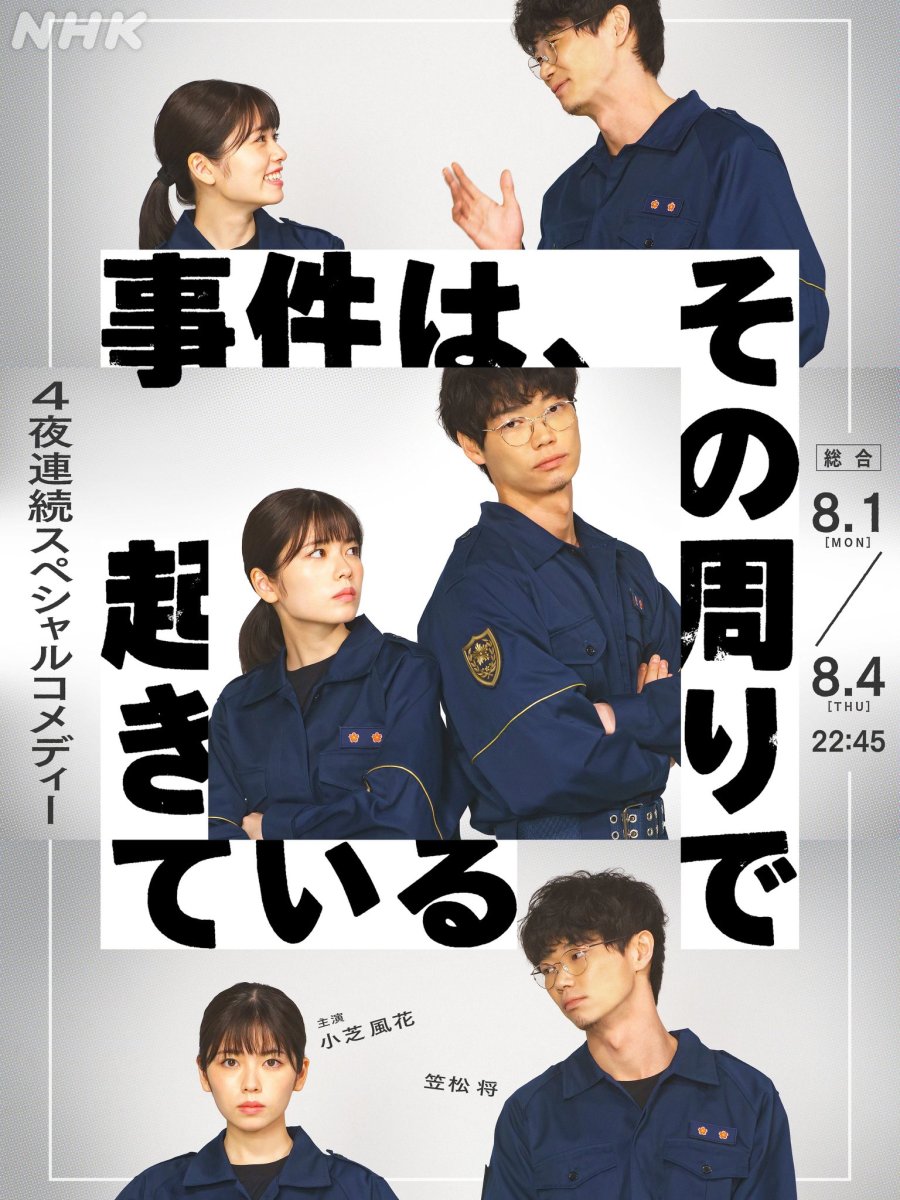 NHK
事件は、
その周りで
起きている
4夜連続スペシャルコメディー
総合
8.1
[MON]
8.4
[THU]
22:45
主演
小芝風花
笠松 将